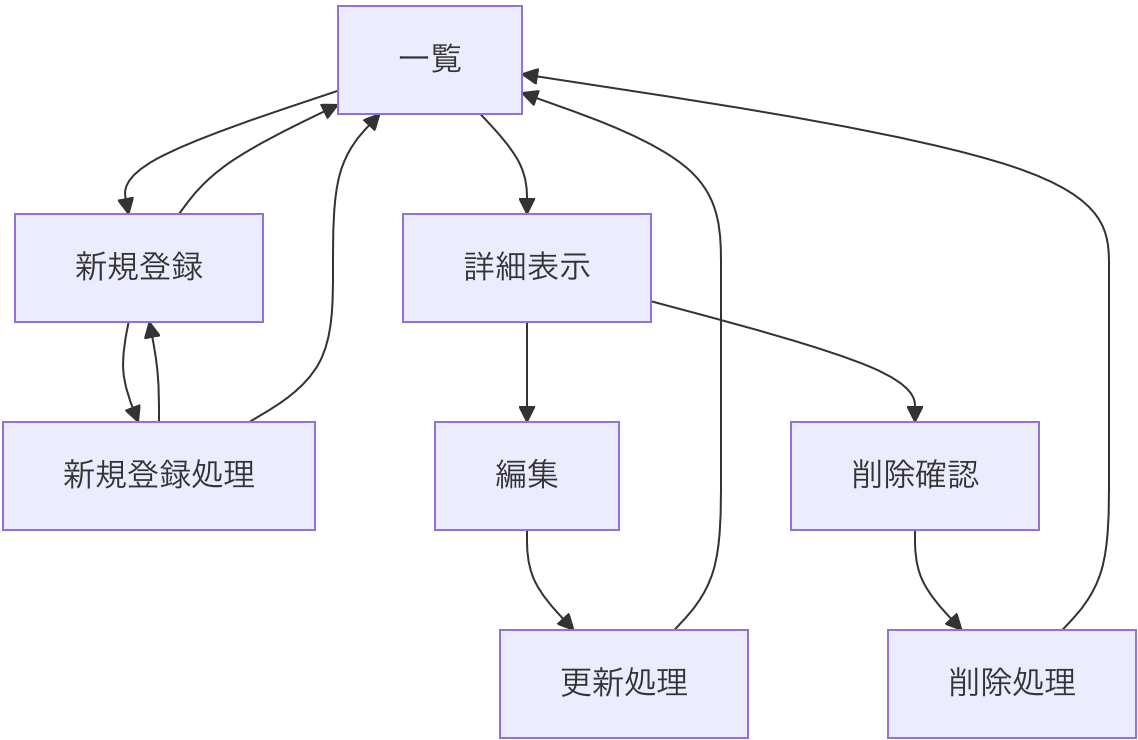 一覧
新規登録
詳細表示
新規登録処理
編集
削除確認
更新処理
削除処理